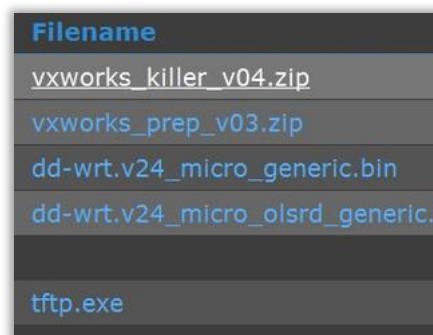 Filename
vxworks_killer_v04.zip
vxworks_prep_v03.zip
dd-wrt.v24_micro_generic.bin
dd-wrt.v24_micro_olsrd_generic.
tftp.exe